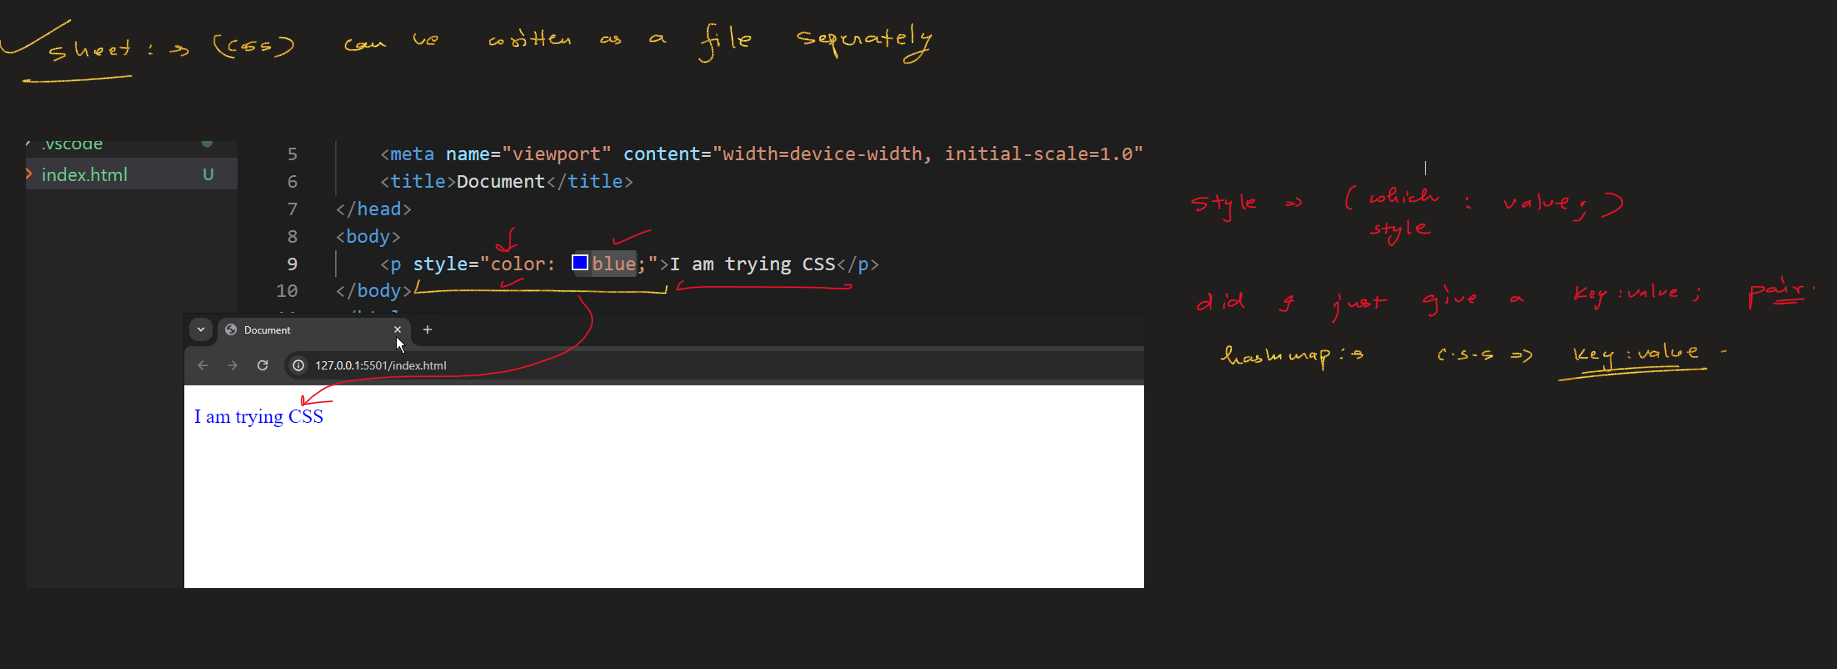 sheet : => (css) can be written as a file seperately
.vscode
index.html U
5 <meta name="viewport" content="width=device-width, initial-scale=1.0"
6 <title>Document</title>
7 </head>
8 <body>
9 <p style="color: blue;">I am trying CSS</p>
10 </body>
Document
127.0.0.1:5501/index.html
I am trying CSS
style => (which : value;)
style
did I just give a key:value; pair.
hashmap:=> c.s.s => key:value -